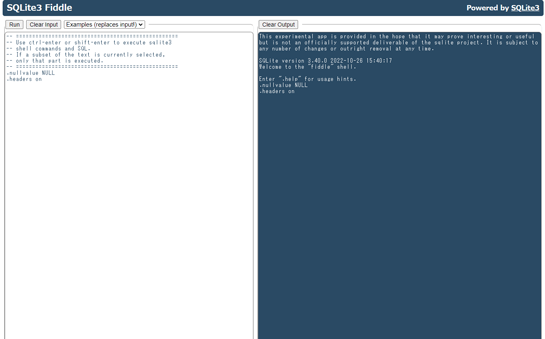 SQLite3 Fiddle
Powered by SQLite3
Run
Clear Input
Examples (replaces input!)
Clear Output
-- ==================================================
-- Use ctrl-enter or shift-enter to execute sqlite3
-- shell commands and SQL.
-- If a subset of the text is currently selected,
-- only that part is executed.
-- ==================================================
.nullvalue NULL
.headers on
This experimental app is provided in the hope that it may prove interesting or useful
but is not an officially supported deliverable of the sqlite project. It is subject to
any number of changes or outright removal at any time.
SQLite version 3.40.0 2022-10-28 15:40:17
Welcome to the "fiddle" shell.
Enter ".help" for usage hints.
.nullvalue NULL
.headers on